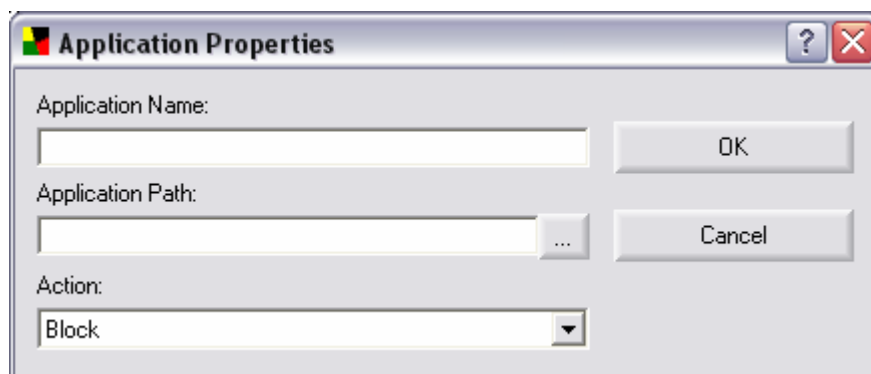 Application Properties
Application Name:
OK
Application Path:
...
Cancel
Action:
Block